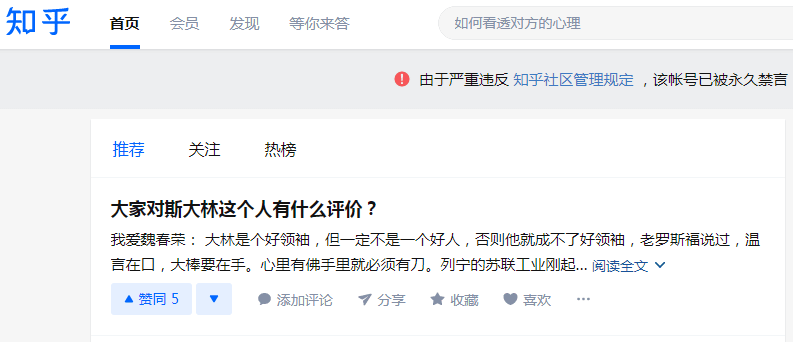 知乎 首页 会员 发现 等你来答 如何看透对方的心理
由于严重违反 知乎社区管理规定 ，该帐号已被永久禁言
推荐 关注 热榜
大家对斯大林这个人有什么评价？
我爱魏春荣： 大林是个好领袖，但一定不是一个好人，否则他就成不了好领袖，老罗斯福说过，温
言在口，大棒要在手。心里有佛手里就必须有刀。列宁的苏联工业刚起... 阅读全文
赞同 5 添加评论 分享 收藏 喜欢 ···